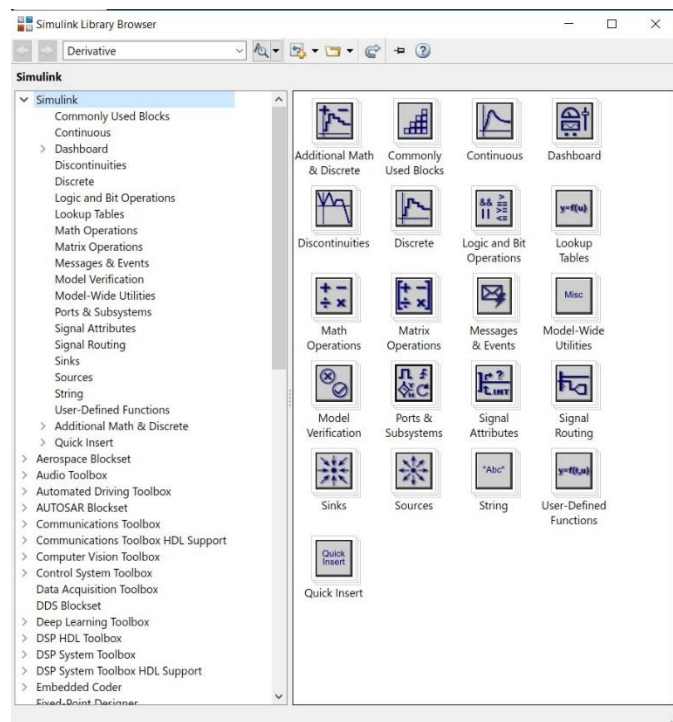 Simulink Library Browser
Derivative
Simulink
Simulink
Commonly Used Blocks
Continuous
Dashboard
Discontinuities
Discrete
Logic and Bit Operations
Lookup Tables
Math Operations
Matrix Operations
Messages & Events
Model Verification
Model-Wide Utilities
Ports & Subsystems
Signal Attributes
Signal Routing
Sinks
Sources
String
User-Defined Functions
Additional Math & Discrete
Quick Insert
Aerospace Blockset
Audio Toolbox
Automated Driving Toolbox
AUTOSAR Blockset
Communications Toolbox
Communications Toolbox HDL Support
Computer Vision Toolbox
Control System Toolbox
Data Acquisition Toolbox
DDS Blockset
Deep Learning Toolbox
DSP HDL Toolbox
DSP System Toolbox
DSP System Toolbox HDL Support
Embedded Coder
Fixed-Point Designer
Additional Math
& Discrete
Commonly
Used Blocks
Continuous
Dashboard
Discontinuities
Discrete
&& >
|| >=
<=
Logic and Bit
Operations
y=f(u)
Lookup
Tables
+ -
÷ ×
Math
Operations
+ -
÷ ×
Matrix
Operations
Messages
& Events
Misc
Model-Wide
Utilities
Model
Verification
Ports &
Subsystems
?
INT
Signal
Attributes
Signal
Routing
Sinks
Sources
"Abc"
String
y=f(t,u)
User-Defined
Functions
Quick
Insert
Quick Insert